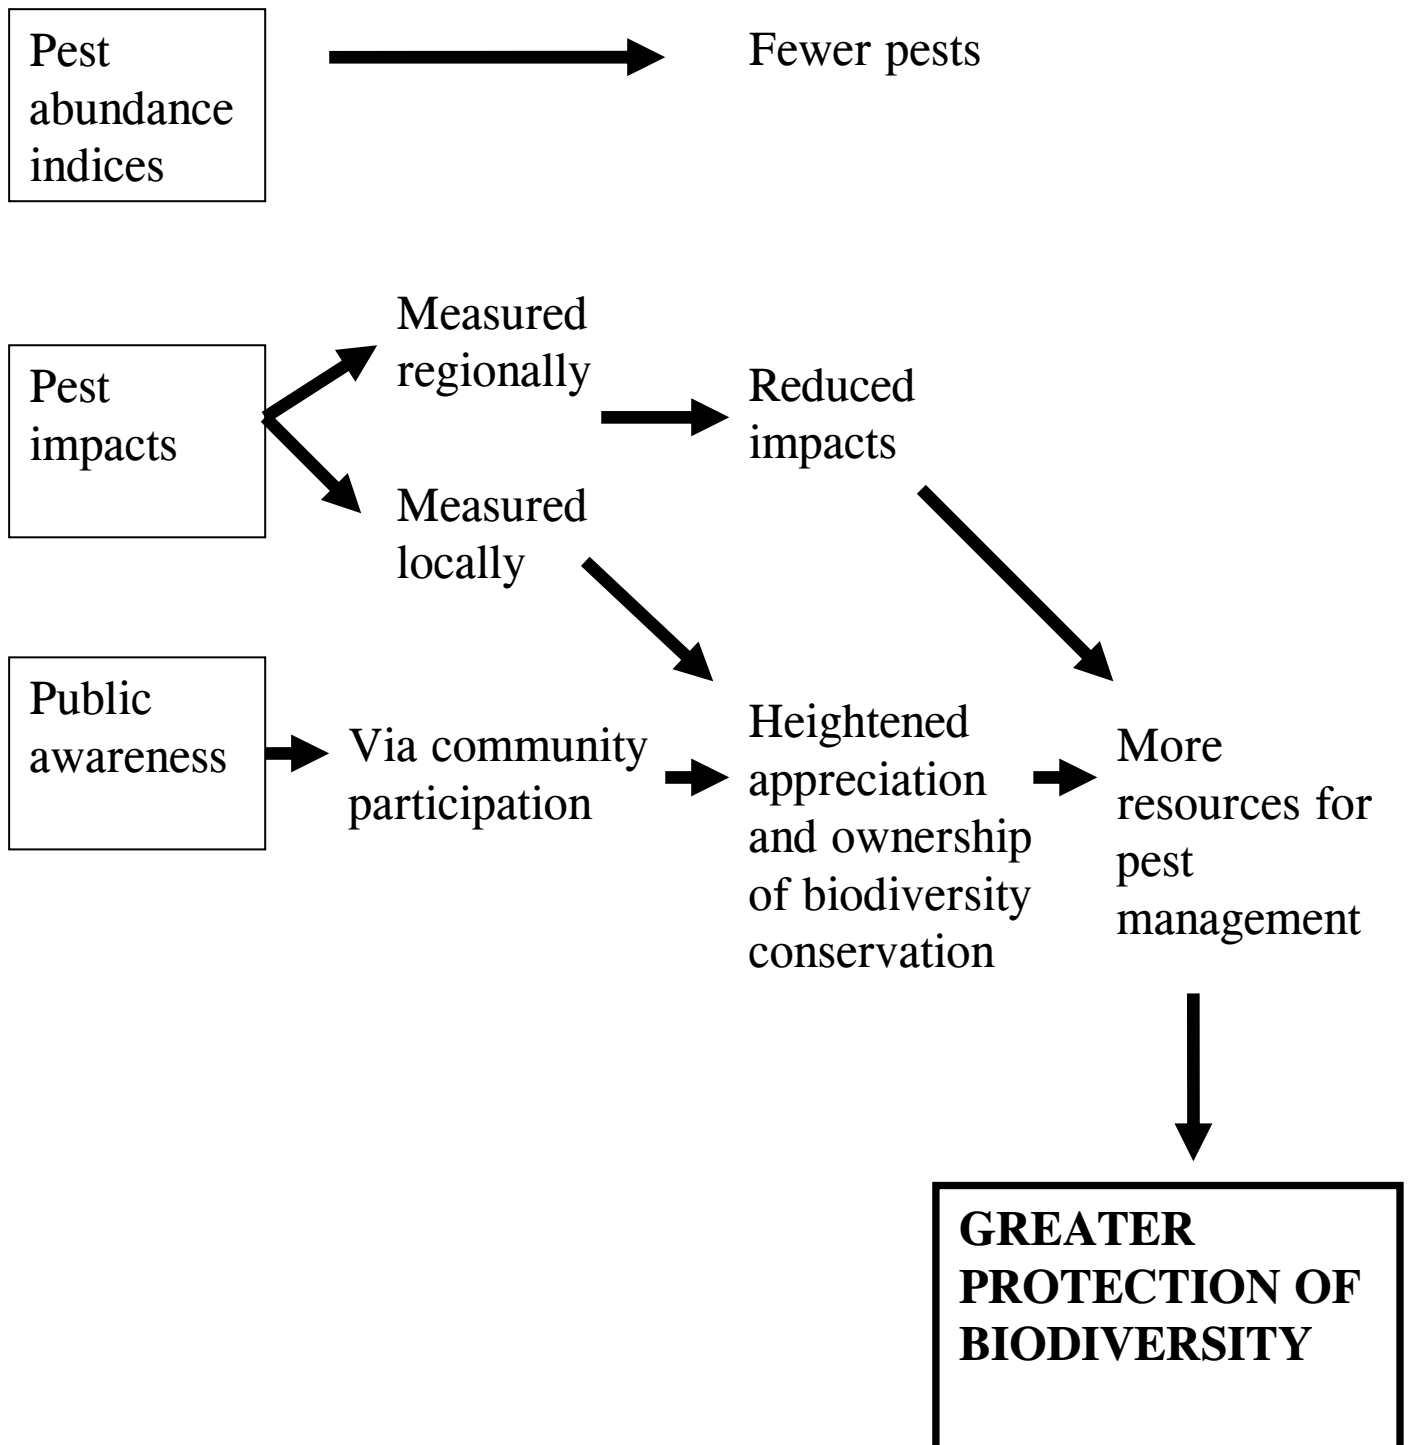 Pest
abundance
indices
Fewer pests
Measured
regionally
Pest
impacts
Reduced
impacts
Measured
locally
Public
awareness
Via community
participation
Heightened
appreciation
and ownership
of biodiversity
conservation
More
resources for
pest
management
GREATER
PROTECTION OF
BIODIVERSITY